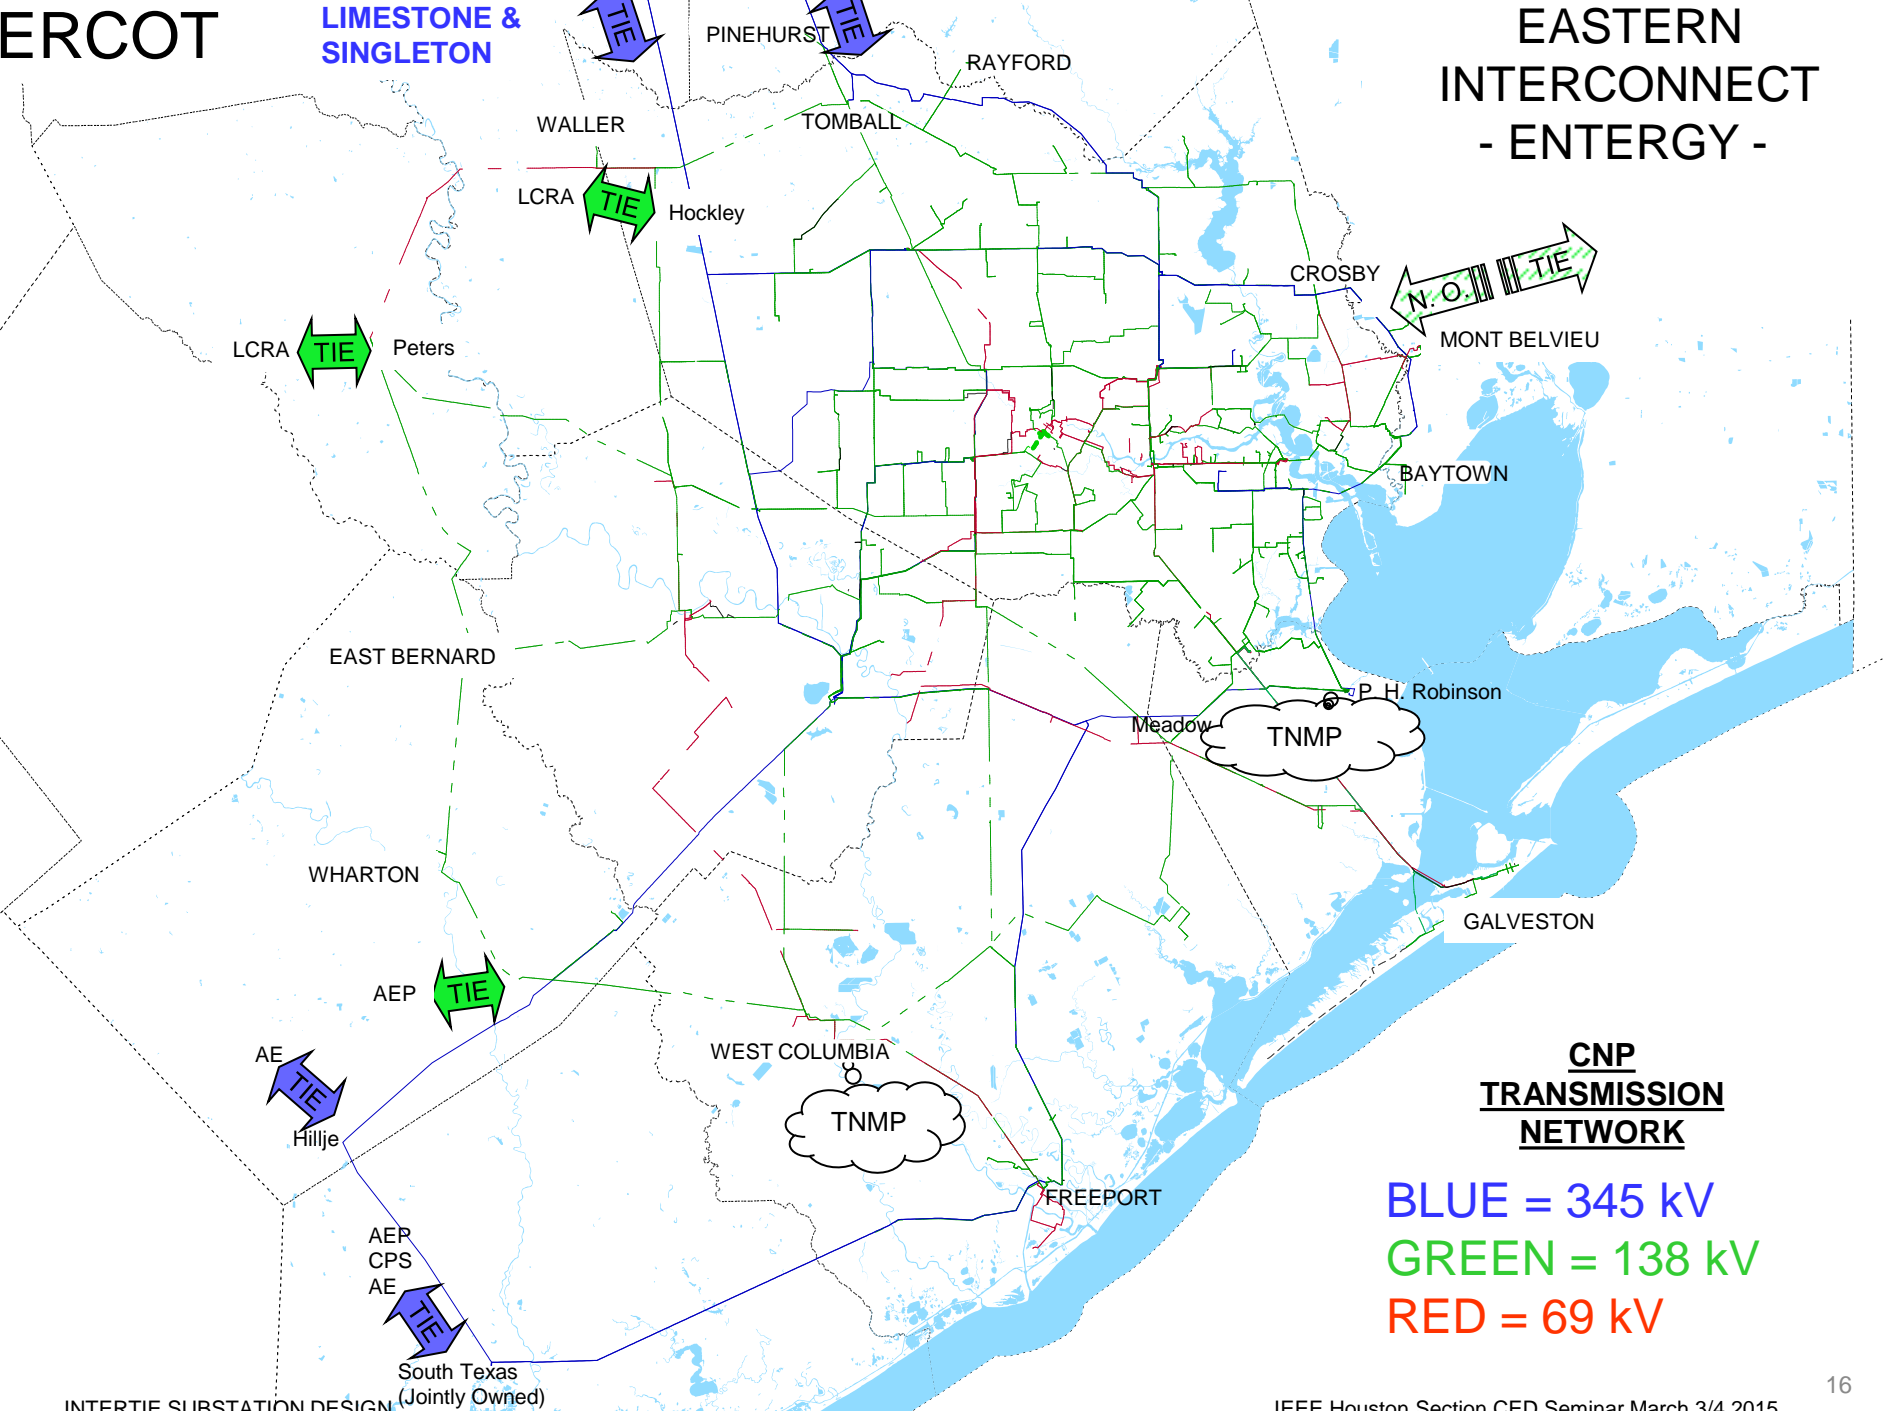 ERCOT
LIMESTONE &
SINGLETON
TIE
TIE
EASTERN
INTERCONNECT
- ENTERGY -
PINEHURST
RAYFORD
WALLER
TOMBALL
LCRA
TIE
Hockley
CROSBY
N. O.
TIE
MONT BELVIEU
LCRA
TIE
Peters
BAYTOWN
EAST BERNARD
P. H. Robinson
Meadow
TNMP
WHARTON
GALVESTON
AEP
TIE
WEST COLUMBIA
AE
TIE
Hillje
TNMP
CNP
TRANSMISSION
NETWORK
FREEPORT
BLUE = 345 kV
GREEN = 138 kV
RED = 69 kV
AEP
CPS
AE
TIE
South Texas
(Jointly Owned)
16
INTERTIE SUBSTATION DESIGN
IEEE Houston Section CED Seminar March 3/4 2015